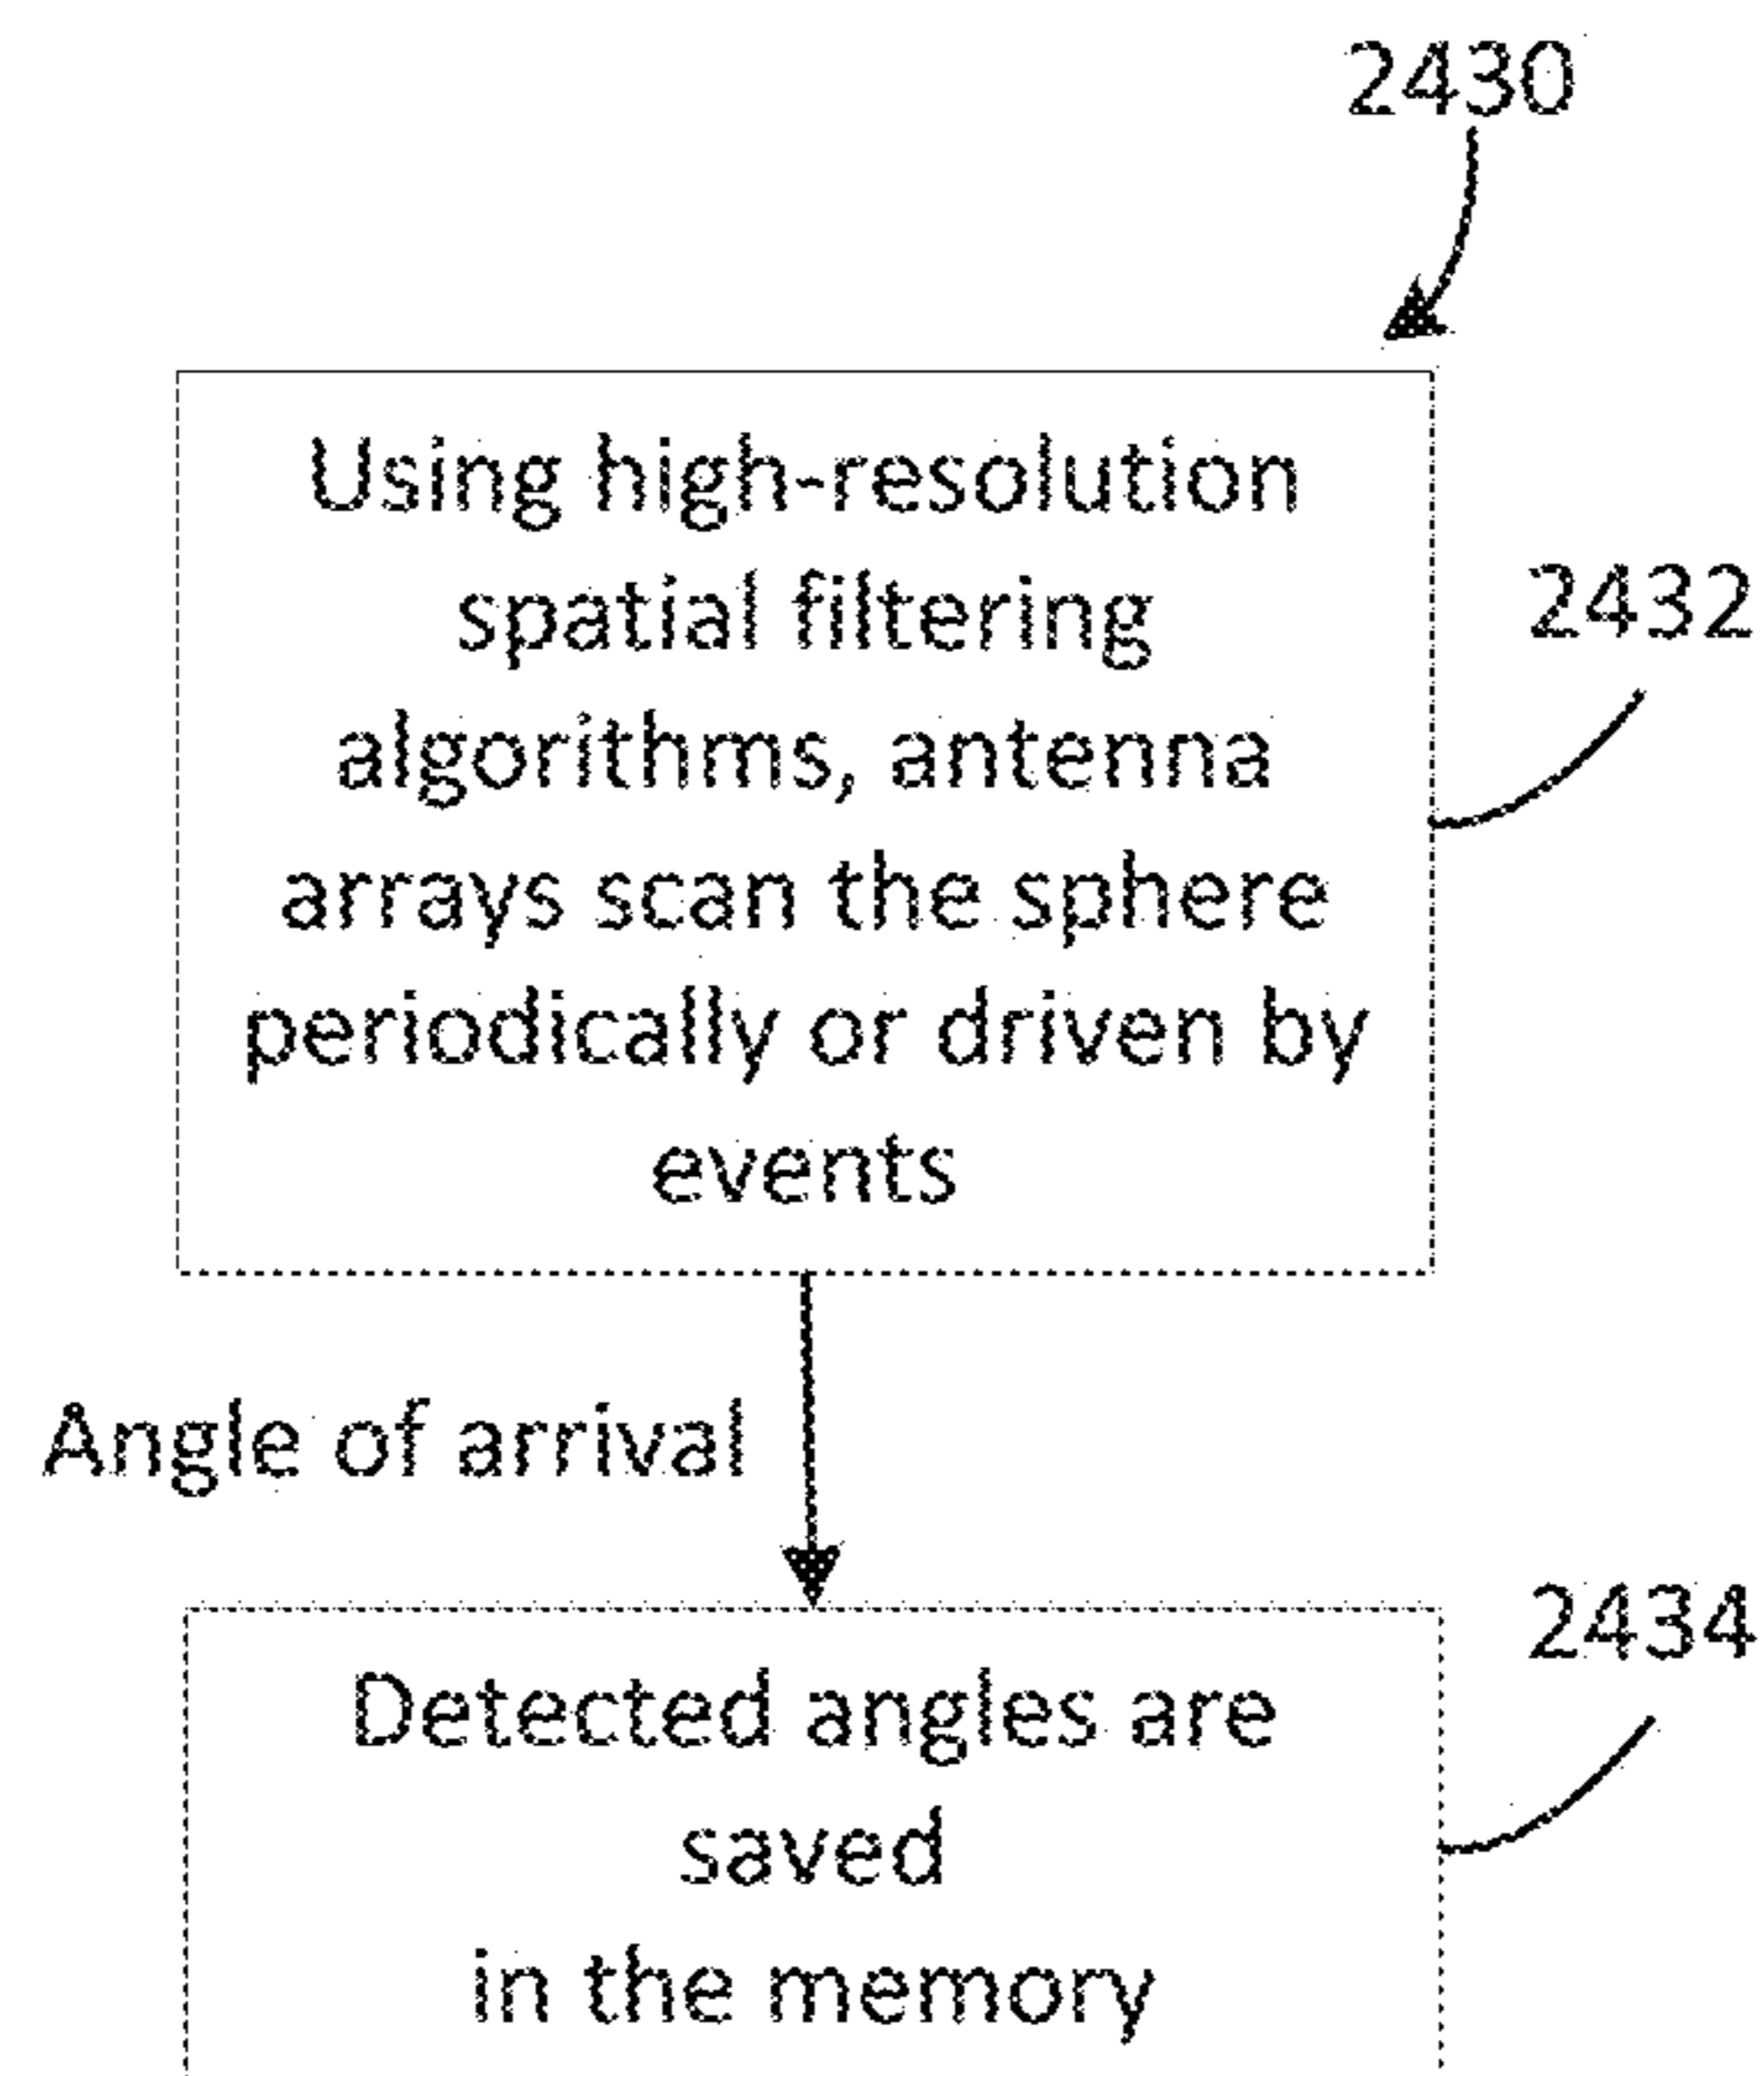 2430
Using high-resolution
spatial filtering
algorithms, antenna
arrays scan the sphere
periodically or driven by
events
2432
Angle of arrival
2434
Detected angles are
saved
in the memory